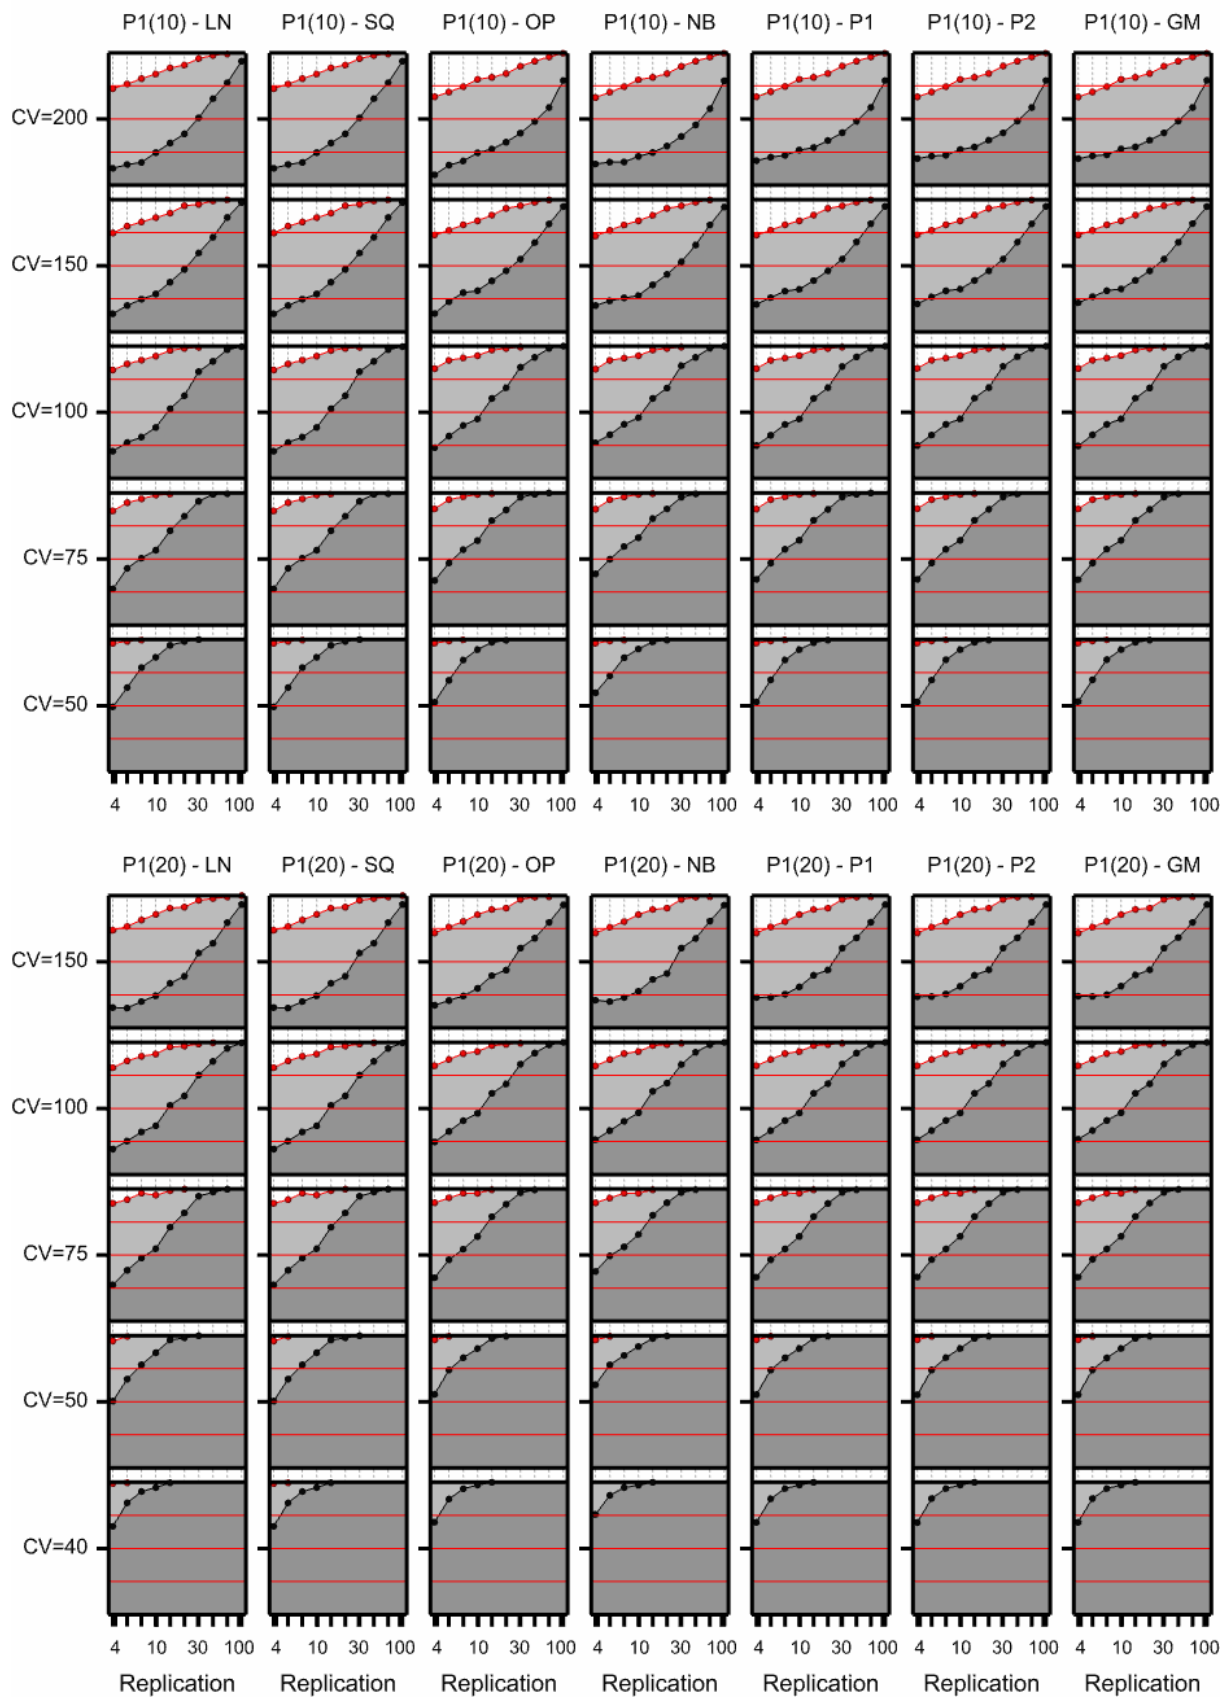 P1(10) - LN P1(10) - SQ P1(10) - OP P1(10) - NB P1(10) - P1 P1(10) - P2 P1(10) - GM
CV=200
CV=150
CV=100
CV=75
CV=50
4 10 30 100 4 10 30 100 4 10 30 100 4 10 30 100 4 10 30 100 4 10 30 100 4 10 30 100
P1(20) - LN P1(20) - SQ P1(20) - OP P1(20) - NB P1(20) - P1 P1(20) - P2 P1(20) - GM
CV=150
CV=100
CV=75
CV=50
CV=40
4 10 30 100 4 10 30 100 4 10 30 100 4 10 30 100 4 10 30 100 4 10 30 100 4 10 30 100
Replication Replication Replication Replication Replication Replication Replication